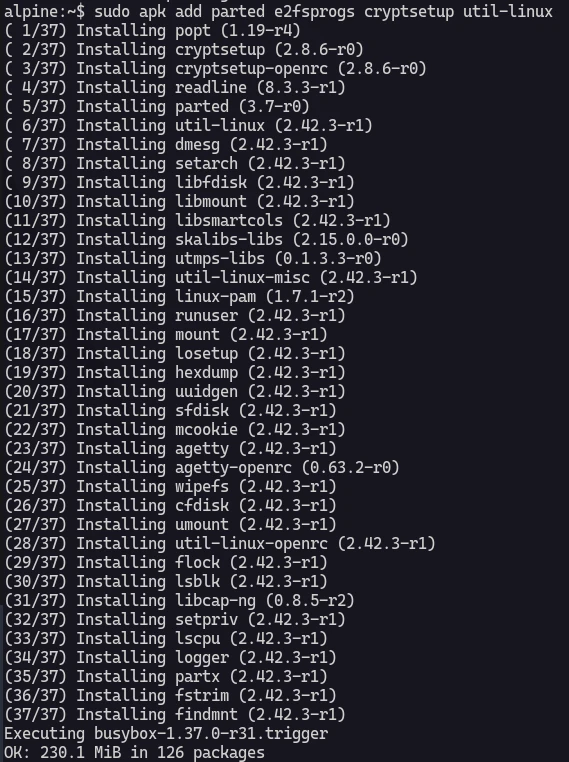 alpine:~$ sudo apk add parted e2fsprogs cryptsetup util-linux
( 1/37) Installing popt (1.19-r4)
( 2/37) Installing cryptsetup (2.8.6-r0)
( 3/37) Installing cryptsetup-openrc (2.8.6-r0)
( 4/37) Installing readline (8.3.3-r1)
( 5/37) Installing parted (3.7-r0)
( 6/37) Installing util-linux (2.42.3-r1)
( 7/37) Installing dmesg (2.42.3-r1)
( 8/37) Installing setarch (2.42.3-r1)
( 9/37) Installing libfdisk (2.42.3-r1)
(10/37) Installing libmount (2.42.3-r1)
(11/37) Installing libsmartcols (2.42.3-r1)
(12/37) Installing skalibs-libs (2.15.0.0-r0)
(13/37) Installing utmps-libs (0.1.3.3-r0)
(14/37) Installing util-linux-misc (2.42.3-r1)
(15/37) Installing linux-pam (1.7.1-r2)
(16/37) Installing runuser (2.42.3-r1)
(17/37) Installing mount (2.42.3-r1)
(18/37) Installing losetup (2.42.3-r1)
(19/37) Installing hexdump (2.42.3-r1)
(20/37) Installing uuidgen (2.42.3-r1)
(21/37) Installing sfdisk (2.42.3-r1)
(22/37) Installing mcookie (2.42.3-r1)
(23/37) Installing agetty (2.42.3-r1)
(24/37) Installing agetty-openrc (0.63.2-r0)
(25/37) Installing wipefs (2.42.3-r1)
(26/37) Installing cfdisk (2.42.3-r1)
(27/37) Installing umount (2.42.3-r1)
(28/37) Installing util-linux-openrc (2.42.3-r1)
(29/37) Installing flock (2.42.3-r1)
(30/37) Installing lsblk (2.42.3-r1)
(31/37) Installing libcap-ng (0.8.5-r2)
(32/37) Installing setpriv (2.42.3-r1)
(33/37) Installing lscpu (2.42.3-r1)
(34/37) Installing logger (2.42.3-r1)
(35/37) Installing partx (2.42.3-r1)
(36/37) Installing fstrim (2.42.3-r1)
(37/37) Installing findmnt (2.42.3-r1)
Executing busybox-1.37.0-r31.trigger
OK: 230.1 MiB in 126 packages